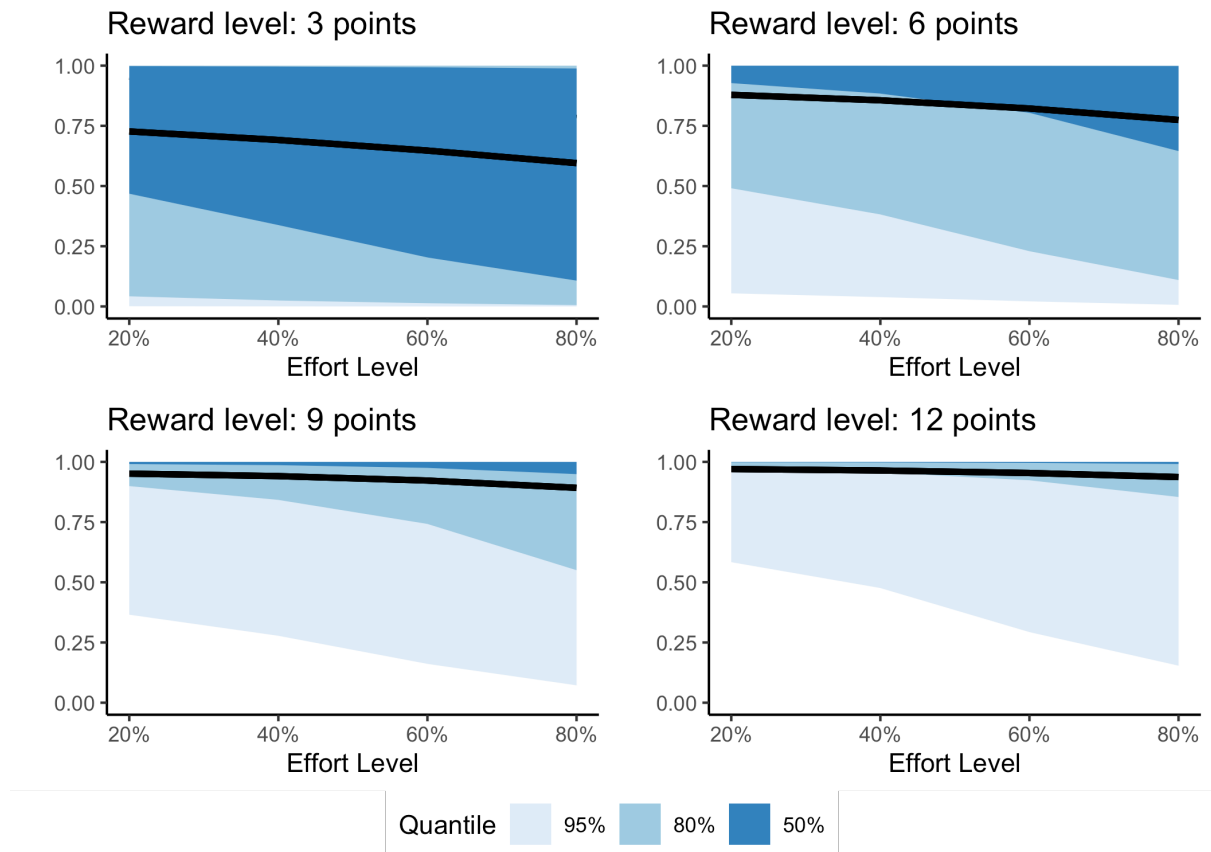 Reward level: 3 points
1.00
0.75
0.50
0.25
0.00
20% 40% 60% 80%
Effort Level
Reward level: 6 points
1.00
0.75
0.50
0.25
0.00
20% 40% 60% 80%
Effort Level
Reward level: 9 points
1.00
0.75
0.50
0.25
0.00
20% 40% 60% 80%
Effort Level
Reward level: 12 points
1.00
0.75
0.50
0.25
0.00
20% 40% 60% 80%
Effort Level
Quantile 95% 80% 50%